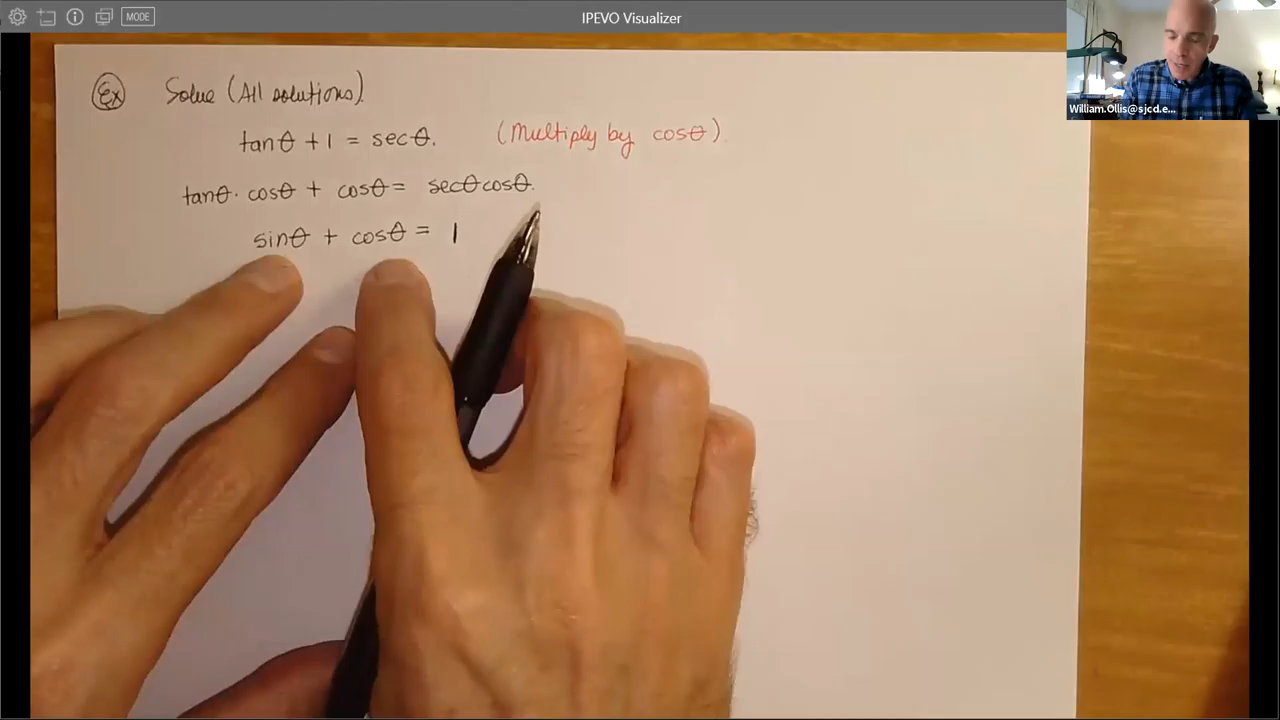 MODE
IPEVO Visualizer
William.Ollis@sjcd.e...
Ex Solve (All solutions).
tanθ + 1 = secθ. (Multiply by cosθ)
tanθ · cosθ + cosθ = secθ cosθ.
sinθ + cosθ = 1